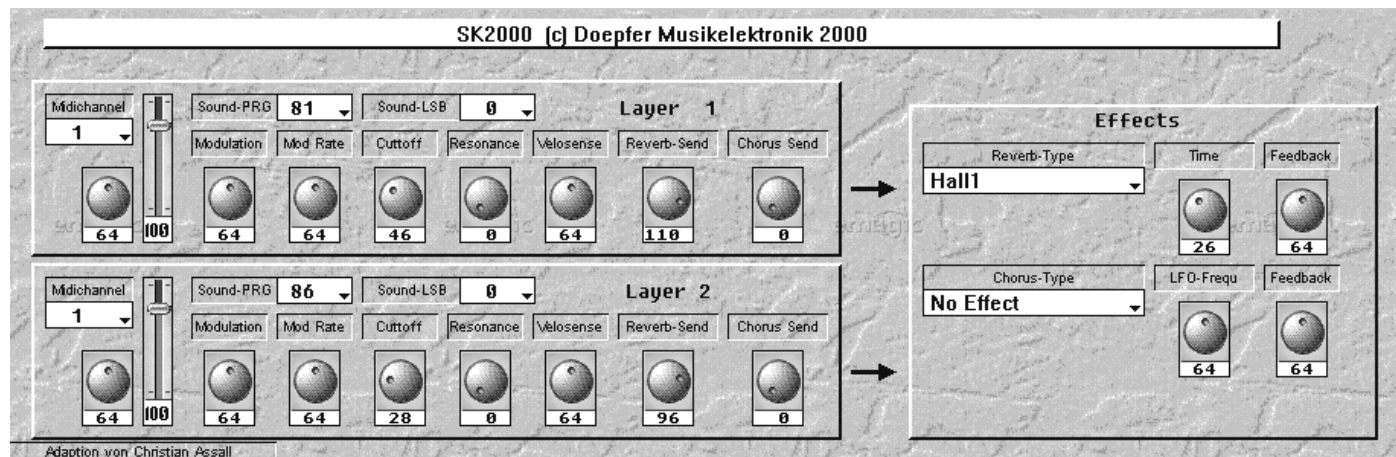 SK2000 (c) Doepfer Musikelektronik 2000
Midichannel Sound-PRG 81 Sound-LSB 0 Layer 1
1
Modulation Mod Rate Cuttoff Resonance Velosense Reverb-Send Chorus Send
64 100 64 64 46 0 64 110 0
Midichannel Sound-PRG 86 Sound-LSB 0 Layer 2
1
Modulation Mod Rate Cuttoff Resonance Velosense Reverb-Send Chorus Send
64 100 64 64 28 0 64 96 0
Effects
Reverb-Type Time Feedback
Hall1
26 64
Chorus-Type LFO-Frequ Feedback
No Effect
64 64
emagic
Adaption von Christian Assall